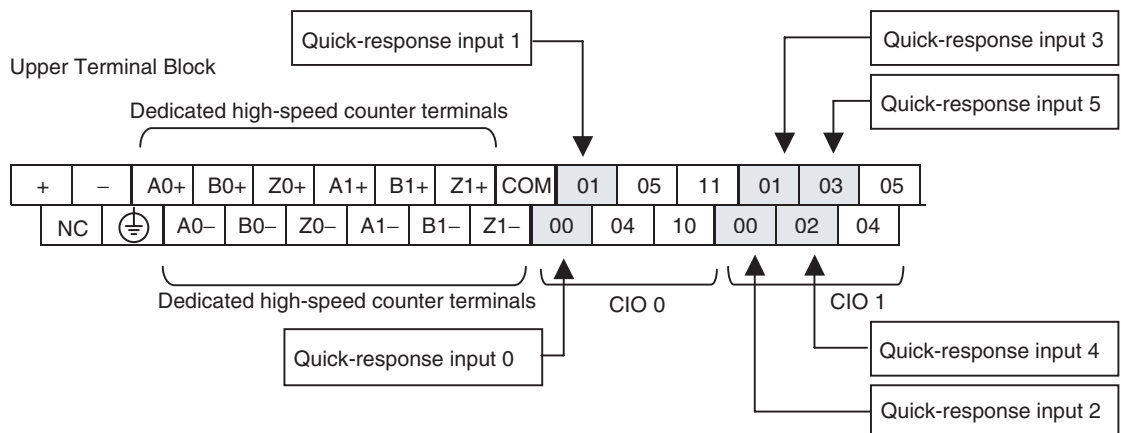 Quick-response input 1
Quick-response input 3
Upper Terminal Block
Quick-response input 5
Dedicated high-speed counter terminals
+ − A0+ B0+ Z0+ A1+ B1+ Z1+ COM 01 05 11 01 03 05
NC A0− B0− Z0− A1− B1− Z1− 00 04 10 00 02 04
Dedicated high-speed counter terminals
CIO 0
CIO 1
Quick-response input 0
Quick-response input 4
Quick-response input 2